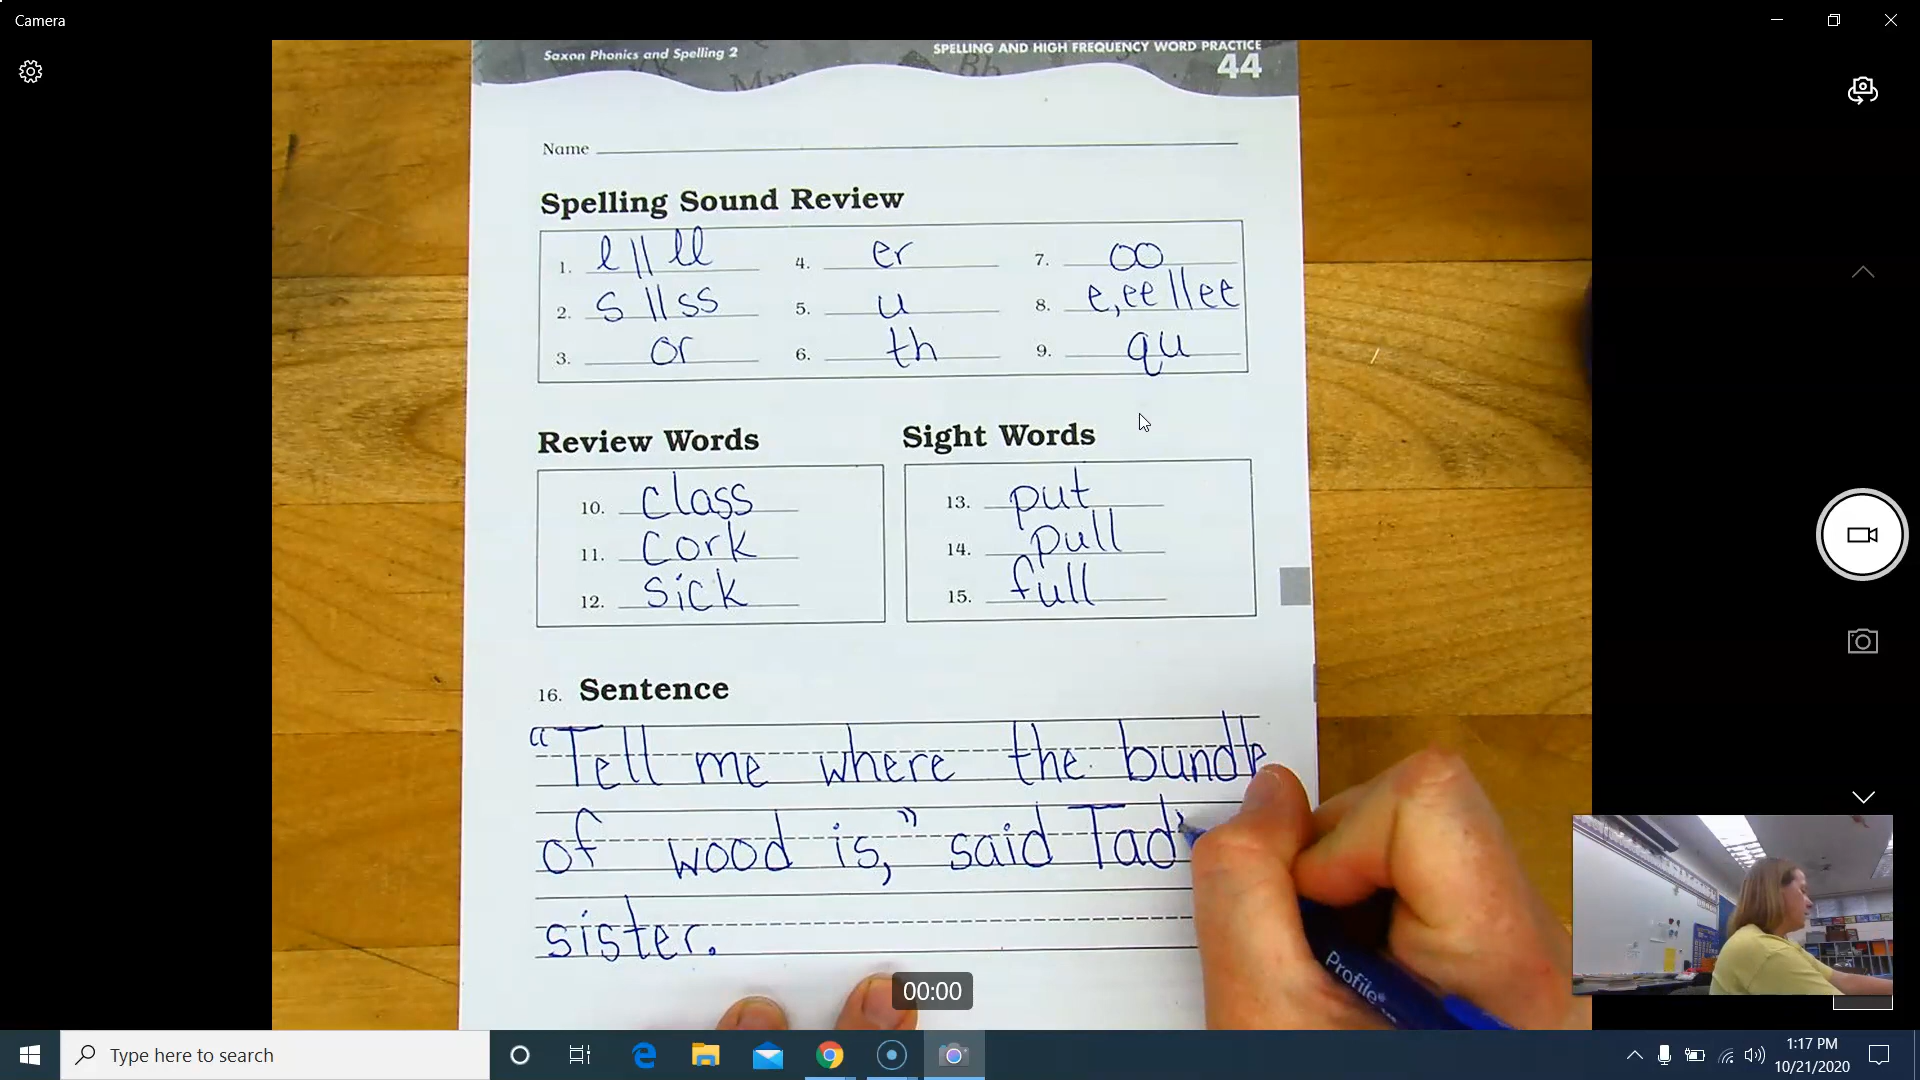 Camera
Saxon Phonics and Spelling 2
SPELLING AND HIGH FREQUENCY WORD PRACTICE
44
Name
Spelling Sound Review
1. l || ll 4. er 7. oo
2. s || ss 5. u 8. e, ee || ee
3. or 6. th 9. qu
Review Words Sight Words
10. class 13. put
11. cork 14. pull
12. sick 15. full
16. Sentence
"Tell me where the bundle
of wood is," said Tad'
sister.
00:00
Profile
Type here to search
1:17 PM
10/21/2020